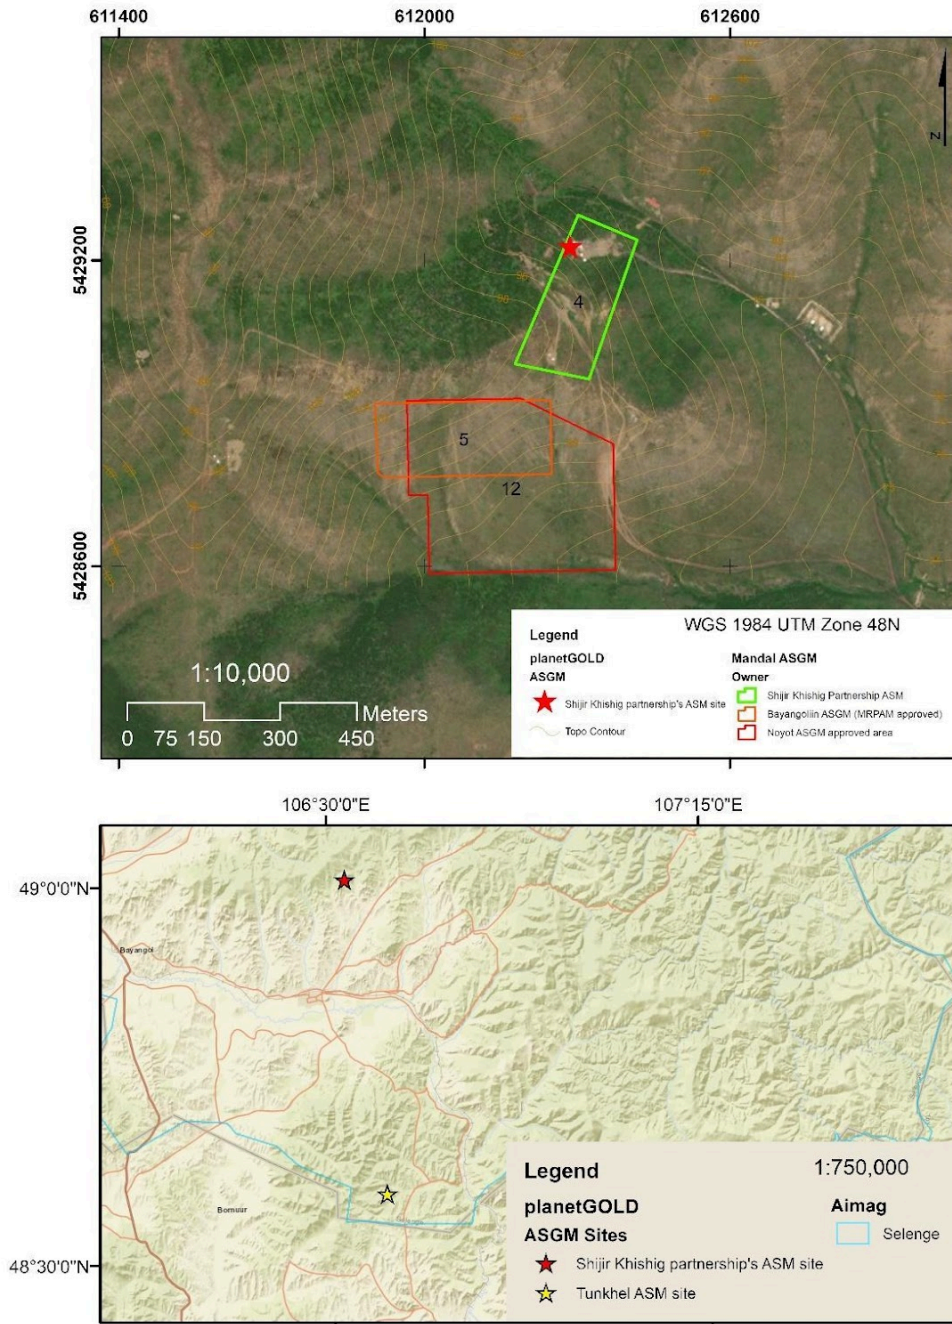 611400 612000 612600
5429200
4
5
12
5428600
WGS 1984 UTM Zone 48N
Legend
planetGOLD
ASGM
Shijir Khishig partnership's ASM site
Topo Contour
Mandal ASGM
Owner
Shijir Khishig Partnership ASM
Bayangoliin ASGM (MRPAM approved)
Noyot ASGM approved area
1:10,000
Meters
0 75 150 300 450
N
106°30'0"E 107°15'0"E
49°0'0"N
Bayangol
Bornuur
48°30'0"N
Legend
1:750,000
planetGOLD
ASGM Sites
Shijir Khishig partnership's ASM site
Tunkhel ASM site
Aimag
Selenge